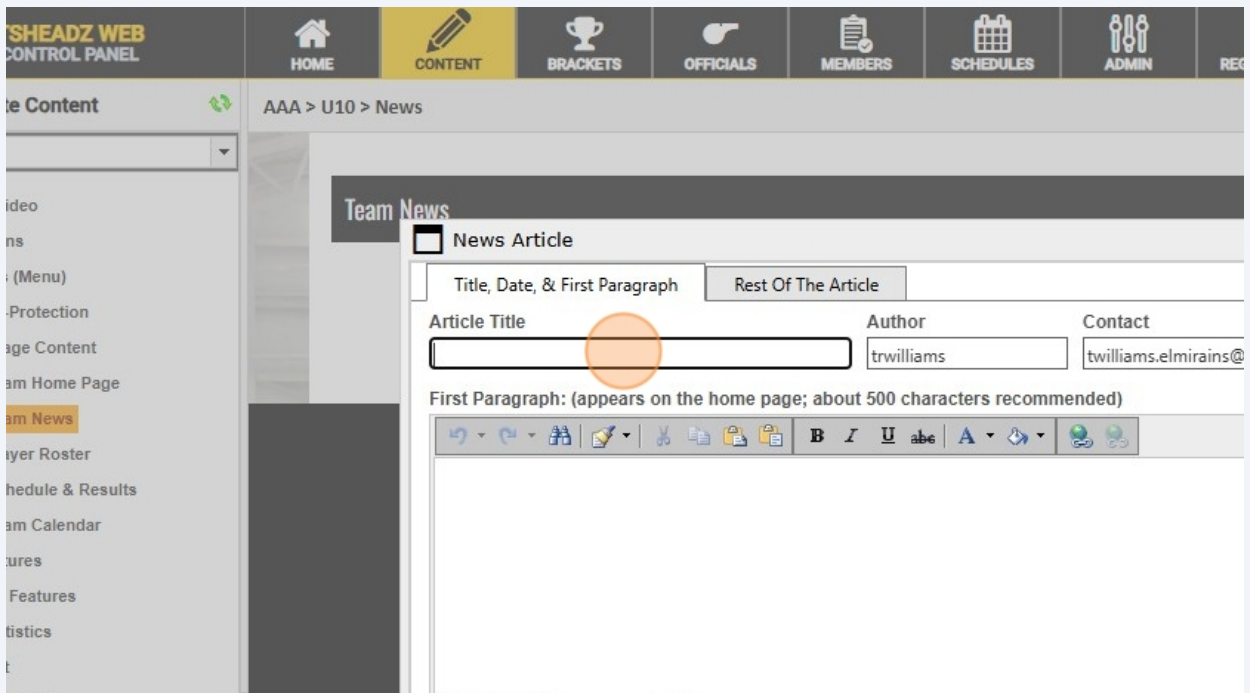 TSHEADZ WEB
CONTROL PANEL
HOME
CONTENT
BRACKETS
OFFICIALS
MEMBERS
SCHEDULES
ADMIN
REG
te Content
AAA > U10 > News
ideo
ns
s (Menu)
-Protection
age Content
am Home Page
am News
ayer Roster
hedule & Results
am Calendar
tures
Features
tistics
t
Team News
News Article
Title, Date, & First Paragraph
Rest Of The Article
Article Title
Author
Contact
trwilliams
twilliams.elmirains@
First Paragraph: (appears on the home page; about 500 characters recommended)
B I U abc A